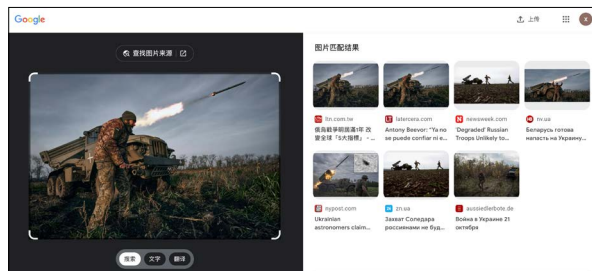 Google
上传
x
查找图片来源
搜索
文字
翻译
图片匹配结果
ltn.com.tw
俄烏戰爭明屆滿1年 改
變全球「5大指標」 - ...
latercera.com
Antony Beevor: "Ya no
se puede confiar ni e...
newsweek.com
'Degraded' Russian
Troops Unlikely to...
nv.ua
Беларусь готова
напасть на Украину...
nypost.com
Ukrainian
astronomers claim...
zn.ua
Захват Соледара
россиянами не буд...
aussiedlerbote.de
Война в Украине 21
октября